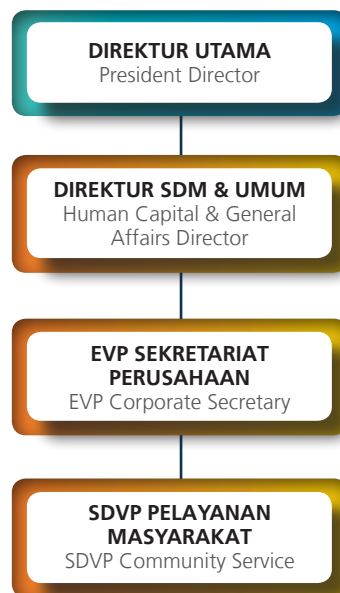 DIREKTUR UTAMA
President Director
DIREKTUR SDM & UMUM
Human Capital & General
Affairs Director
EVP SEKRETARIAT
PERUSAHAAN
EVP Corporate Secretary
SDVP PELAYANAN
MASYARAKAT
SDVP Community Service